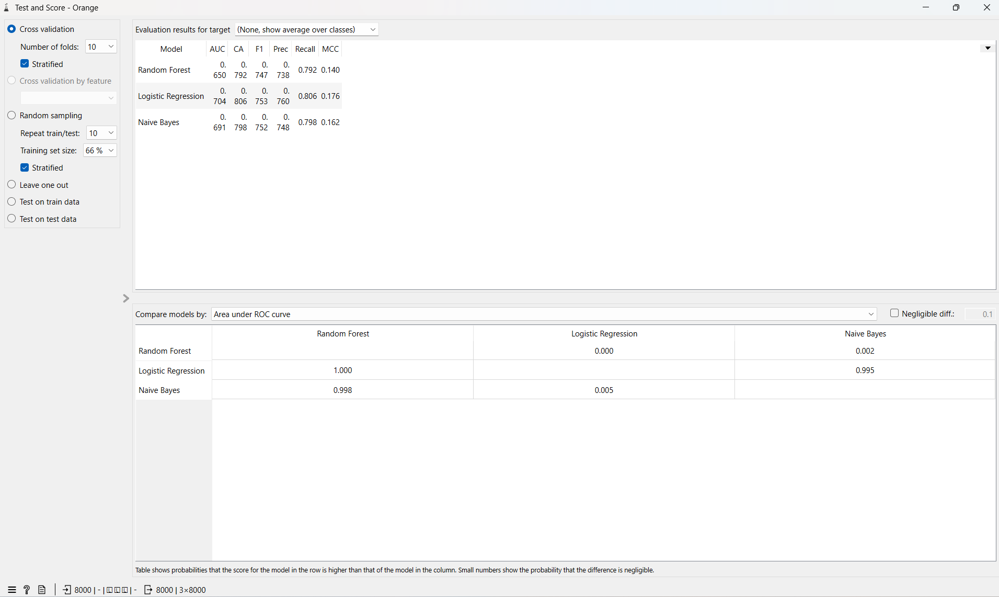 Test and Score - Orange
Cross validation
Number of folds: 10
Stratified
Cross validation by feature
Random sampling
Repeat train/test: 10
Training set size: 66 %
Stratified
Leave one out
Test on train data
Test on test data
Evaluation results for target (None, show average over classes)
Model AUC CA F1 Prec Recall MCC
Random Forest 0.650 0.792 0.747 0.738 0.792 0.140
Logistic Regression 0.704 0.806 0.753 0.760 0.806 0.176
Naive Bayes 0.691 0.798 0.752 0.748 0.798 0.162
Compare models by: Area under ROC curve Negligible diff.: 0.1
Random Forest Logistic Regression Naive Bayes
Random Forest 0.000 0.002
Logistic Regression 1.000 0.995
Naive Bayes 0.998 0.005
Table shows probabilities that the score for the model in the row is higher than that of the model in the column. Small numbers show the probability that the difference is negligible.
8000 | - | | - 8000 | 3×8000